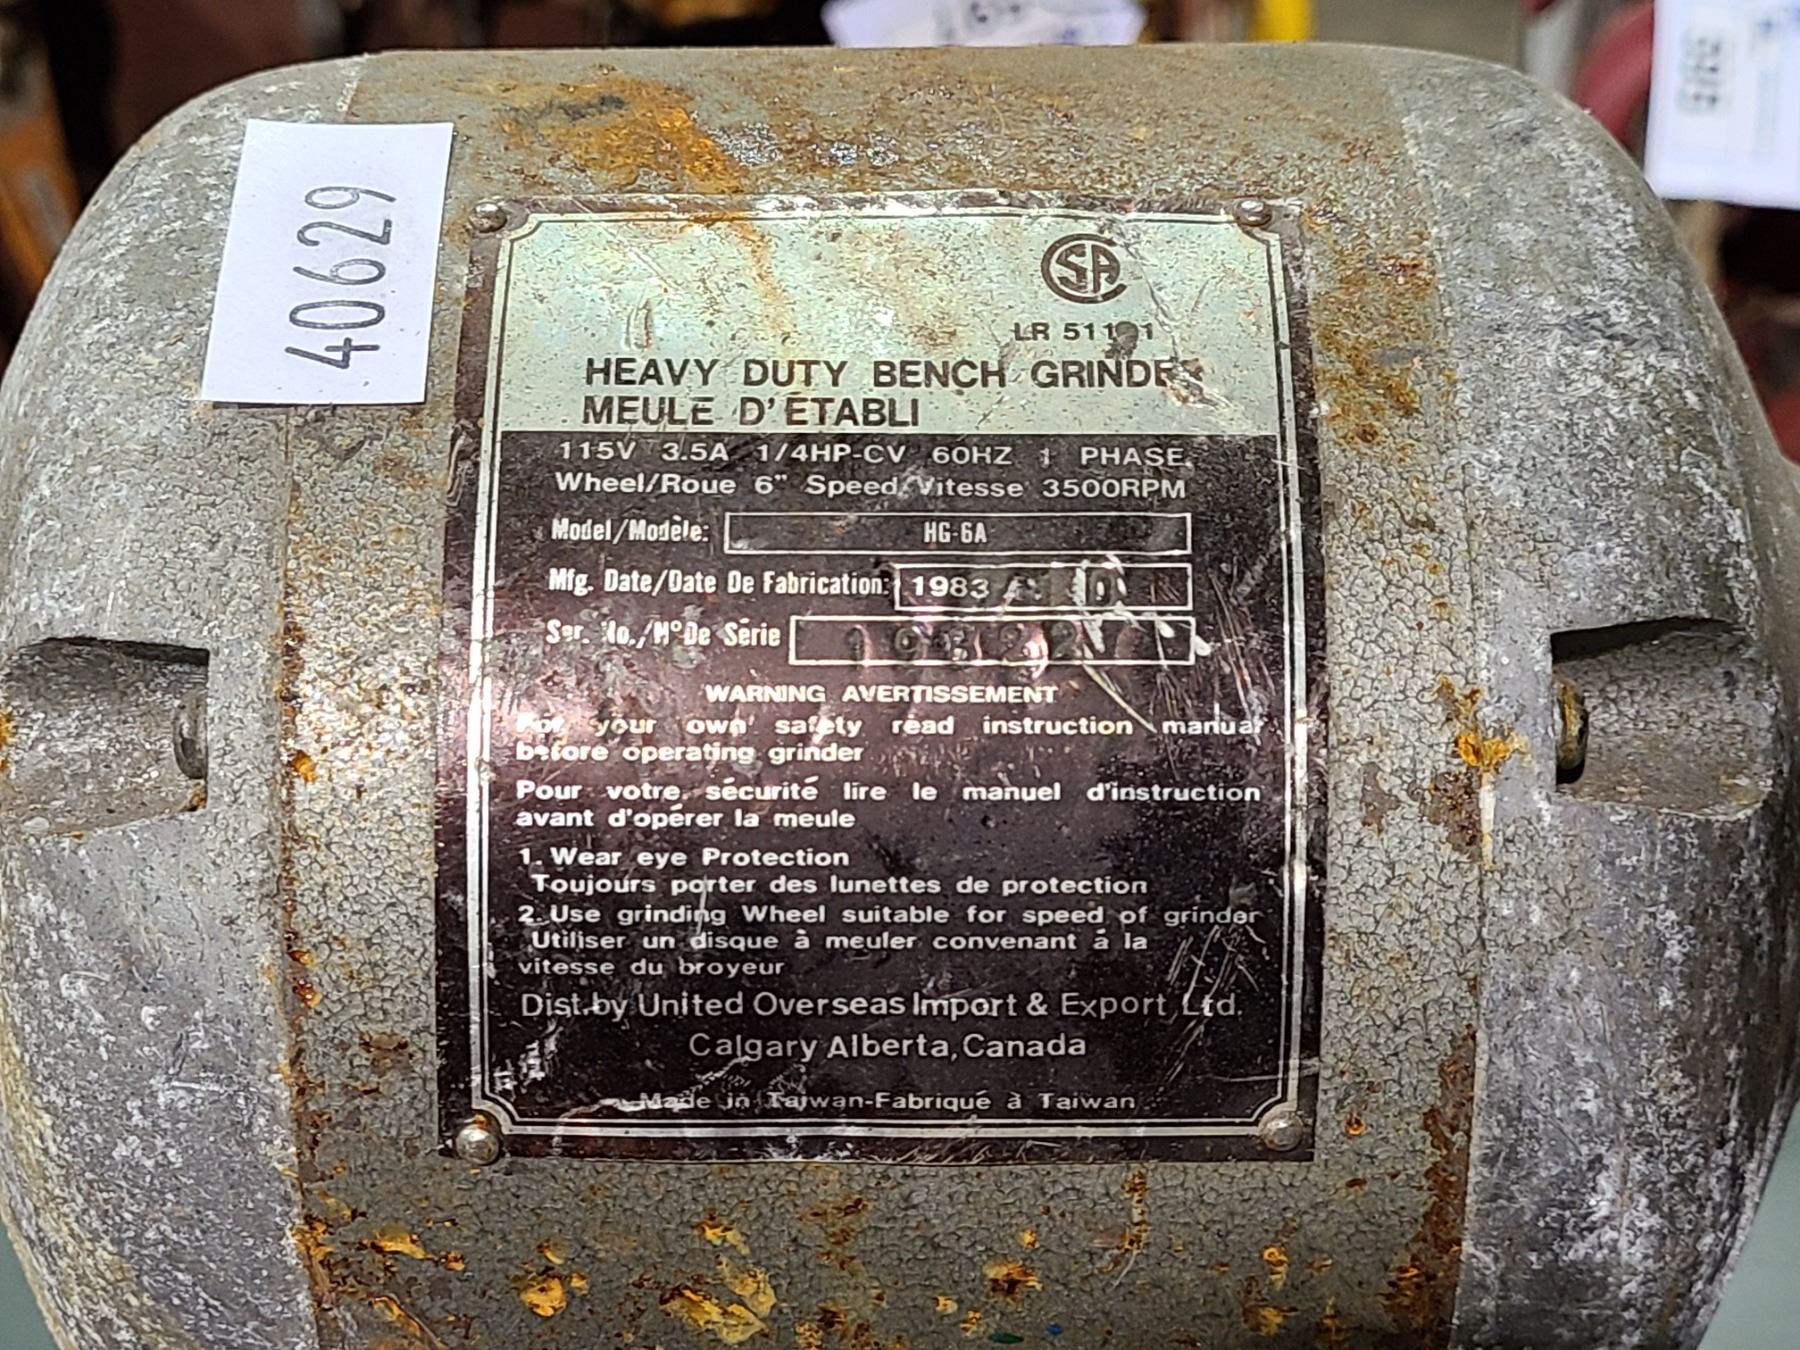 40629
CSA
LR 511
HEAVY DUTY BENCH GRINDER
MEULE D'ÉTABLI
115V 3.5A 1/4HP-CV 60HZ 1 PHASE.
Wheel/Roue 6" Speed/Vitesse 3500RPM
Model/Modèle: HG-6A
Mfg. Date/Date De Fabrication: 1983
Ser. No./N° De Série
WARNING AVERTISSEMENT
For your own safety read instruction manual
before operating grinder
Pour votre sécurité lire le manuel d'instruction
avant d'opérer la meule
1. Wear eye Protection
Toujours porter des lunettes de protection
2. Use grinding Wheel suitable for speed of grinder
Utiliser un disque à meuler convenant á la
vitesse du broyeur
Dist.by United Overseas Import & Export Ltd.
Calgary Alberta, Canada
Made in Taiwan-Fabriqué à Taiwan